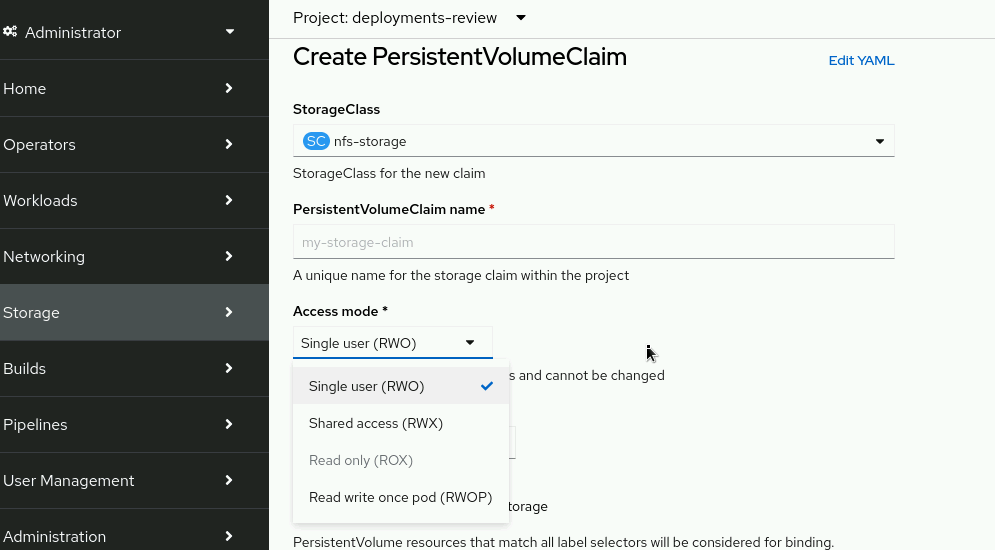 Administrator
Home
Operators
Workloads
Networking
Storage
Builds
Pipelines
User Management
Administration
Project: deployments-review
Create PersistentVolumeClaim
Edit YAML
StorageClass
SC nfs-storage
StorageClass for the new claim
PersistentVolumeClaim name *
my-storage-claim
A unique name for the storage claim within the project
Access mode *
Single user (RWO)
s and cannot be changed
Single user (RWO)
Shared access (RWX)
Read only (ROX)
Read write once pod (RWOP)
torage
PersistentVolume resources that match all label selectors will be considered for binding.